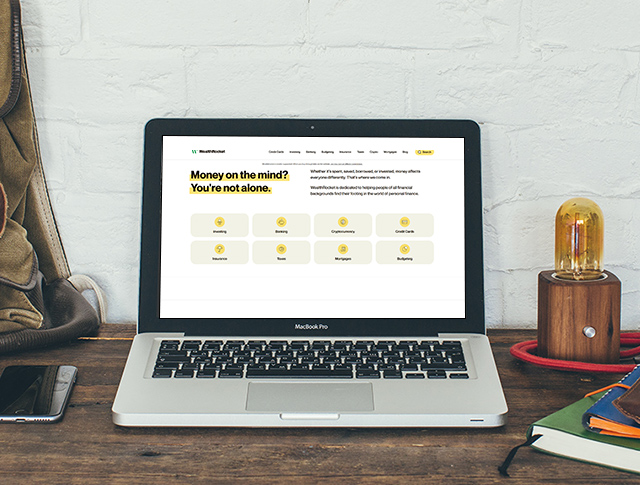 WealthRocket
Credit Cards Investing Banking Budgeting Insurance Taxes Crypto Mortgages Blog Search
Money on the mind?
You're not alone.
Whether it's spent, saved, borrowed, or invested, money affects
everyone differently. That's where we come in.
WealthRocket is dedicated to helping people of all financial
backgrounds find their footing in the world of personal finance.
Investing Banking Cryptocurrency Credit Cards
Insurance Taxes Mortgages Budgeting
MacBook Pro